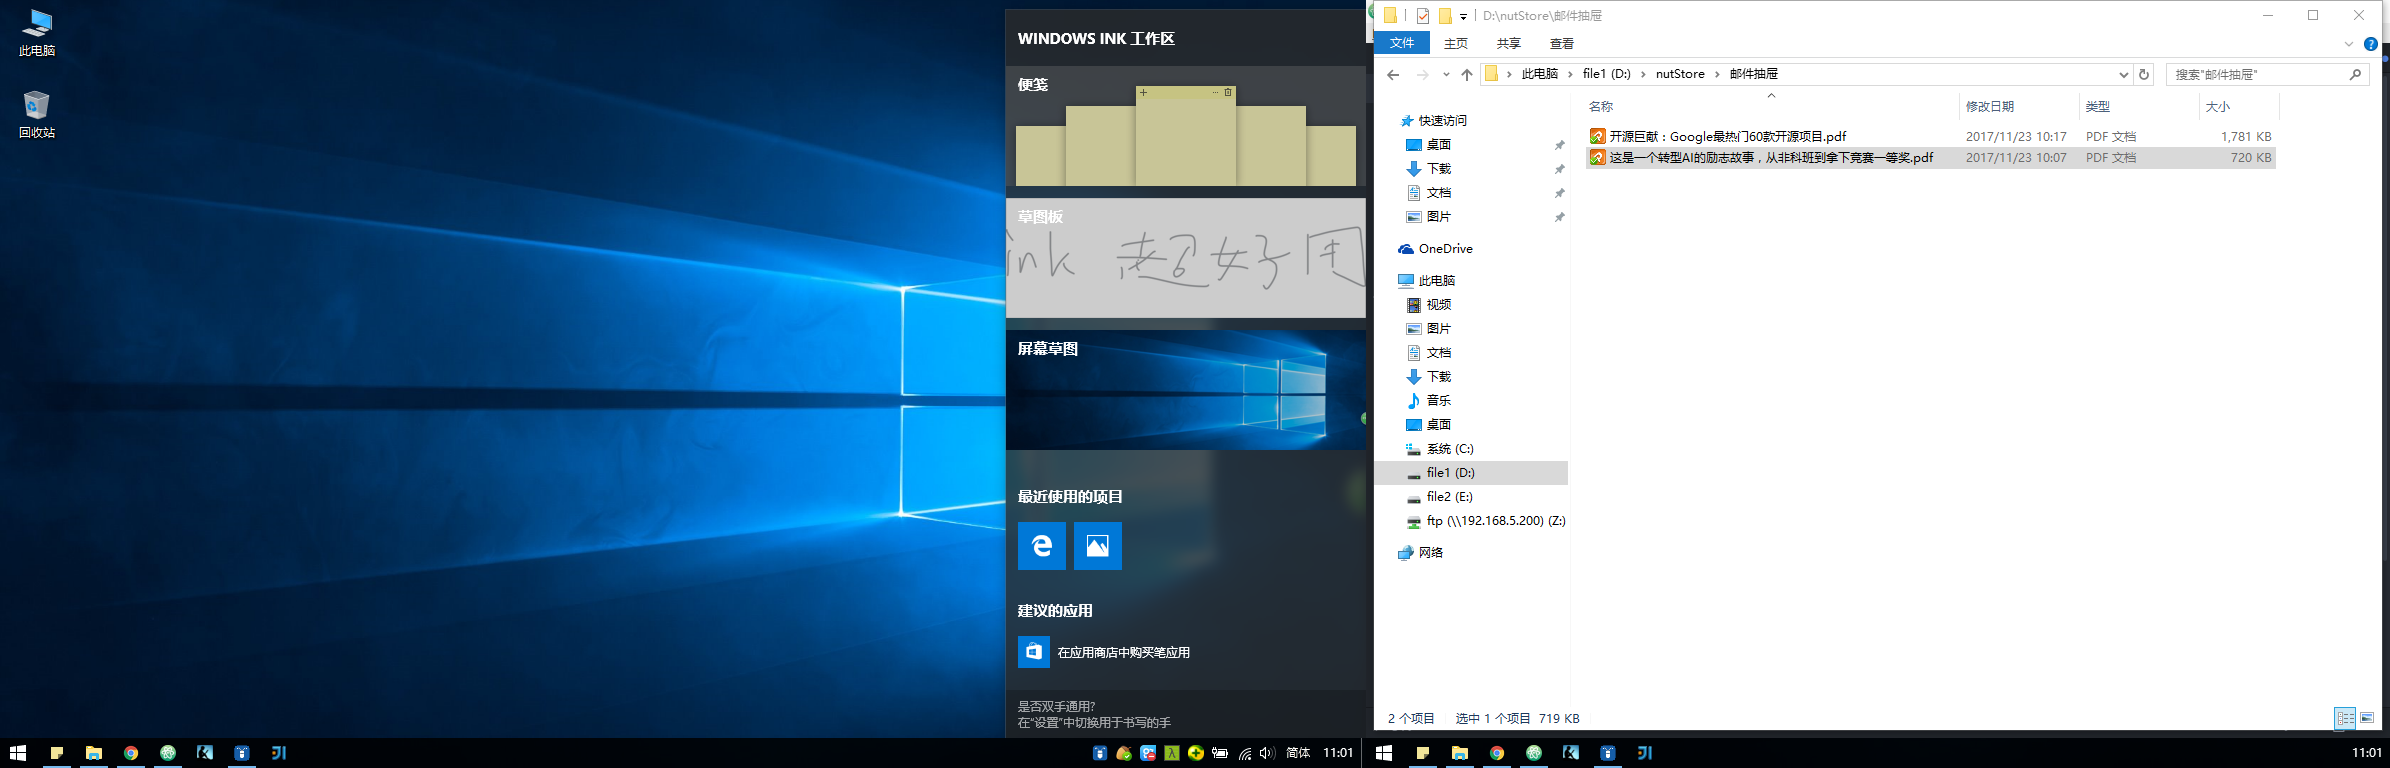 此电脑
回收站
WINDOWS INK 工作区
便笺
草图板
ink 超好用
屏幕草图
最近使用的项目
建议的应用
在应用商店中购买笔应用
是否双手通用?
在“设置”中切换用于书写的手
简体
11:01
D:\nutStore\邮件抽屉
文件 主页 共享 查看
此电脑 › file1 (D:) › nutStore › 邮件抽屉
搜索"邮件抽屉"
名称 修改日期 类型 大小
开源巨献：Google最热门60款开源项目.pdf 2017/11/23 10:17 PDF 文档 1,781 KB
这是一个转型AI的励志故事，从非科班到拿下竞赛一等奖.pdf 2017/11/23 10:07 PDF 文档 720 KB
快速访问
桌面
下载
文档
图片
OneDrive
此电脑
视频
图片
文档
下载
音乐
桌面
系统 (C:)
file1 (D:)
file2 (E:)
ftp (\\192.168.5.200) (Z:)
网络
2 个项目 选中 1 个项目 719 KB
11:01